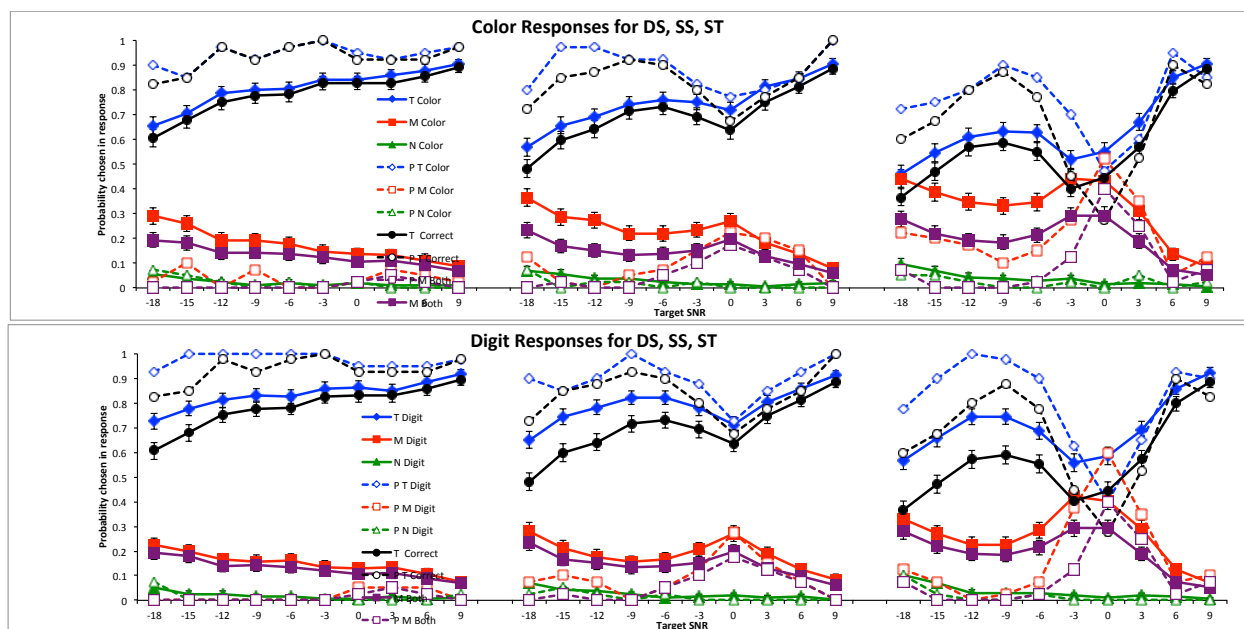 Color Responses for DS, SS, ST
Probability chosen in response
1
0.9
0.8
0.7
0.6
0.5
0.4
0.3
0.2
0.1
0
T Color
M Color
N Color
P T Color
P M Color
P N Color
T Correct
P T Correct
P M Both
M Both
-18 -15 -12 -9 -6 -3 0 3 6 9
-18 -15 -12 -9 -6 -3 0 3 6 9
-18 -15 -12 -9 -6 -3 0 3 6 9
Target SNR
Digit Responses for DS, SS, ST
Probability chosen in response
1
0.9
0.8
0.7
0.6
0.5
0.4
0.3
0.2
0.1
0
T Digit
M Digit
N Digit
P T Digit
P M Digit
P N Digit
T Correct
P T Correct
M Both
P M Both
-18 -15 -12 -9 -6 -3 0 3 6 9
-18 -15 -12 -9 -6 -3 0 3 6 9
-18 -15 -12 -9 -6 -3 0 3 6 9
Target SNR